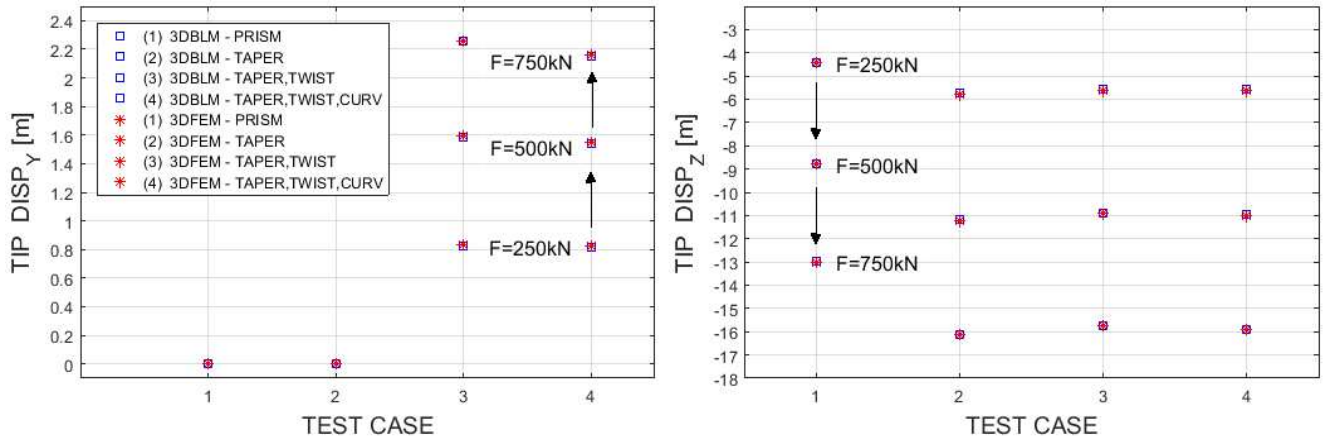 2.4
2.2
2
1.8
1.6
1.4
1.2
1
0.8
0.6
0.4
0.2
0
TIP DISP_Y [m]
(1) 3DBLM - PRISM
(2) 3DBLM - TAPER
(3) 3DBLM - TAPER,TWIST
(4) 3DBLM - TAPER,TWIST,CURV
(1) 3DFEM - PRISM
(2) 3DFEM - TAPER
(3) 3DFEM - TAPER,TWIST
(4) 3DFEM - TAPER,TWIST,CURV
F=750kN
F=500kN
F=250kN
1 2 3 4
TEST CASE
-3
-4
-5
-6
-7
-8
-9
-10
-11
-12
-13
-14
-15
-16
-17
-18
TIP DISP_Z [m]
F=250kN
F=500kN
F=750kN
1 2 3 4
TEST CASE